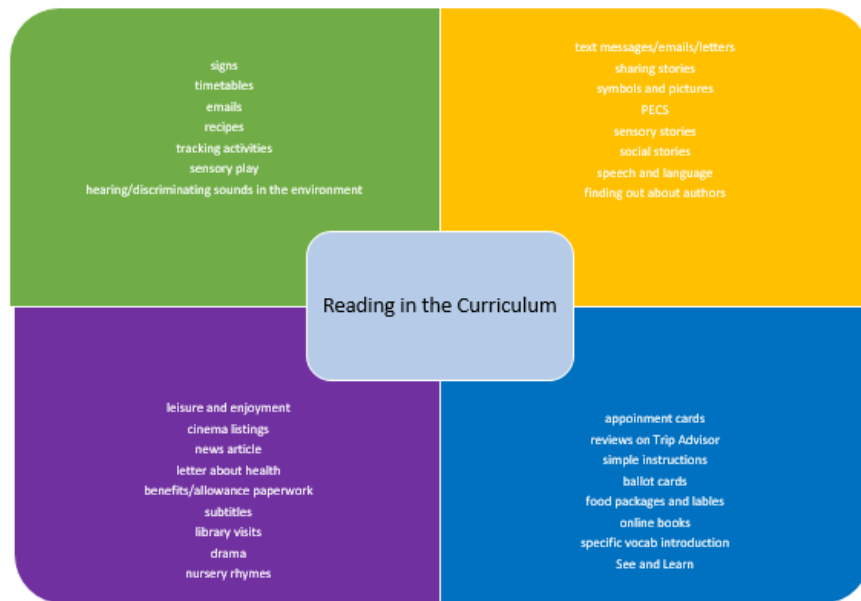 signs
timetables
emails
recipes
tracking activities
sensory play
hearing/discriminating sounds in the environment
text messages/emails/letters
sharing stories
symbols and pictures
PECS
sensory stories
social stories
speech and language
finding out about authors
Reading in the Curriculum
leisure and enjoyment
cinema listings
news article
letter about health
benefits/allowance paperwork
subtitles
library visits
drama
nursery rhymes
appoinment cards
reviews on Trip Advisor
simple instructions
ballot cards
food packages and lables
online books
specific vocab introduction
See and Learn